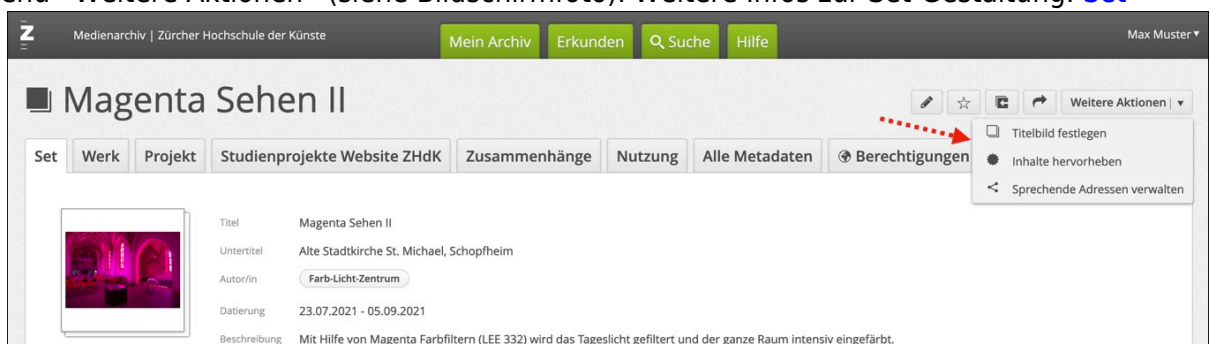 Weitere Aktionen" (siehe Bildschirmfoto). Weitere Infos zur Set-Gestaltung: Set
Z Medienarchiv | Zürcher Hochschule der Künste Mein Archiv Erkunden Suche Hilfe Max Muster
Magenta Sehen II
Weitere Aktionen
Titelbild festlegen
Inhalte hervorheben
Sprechende Adressen verwalten
Set Werk Projekt Studienprojekte Website ZHdK Zusammenhänge Nutzung Alle Metadaten Berechtigungen
Titel Magenta Sehen II
Untertitel Alte Stadtkirche St. Michael, Schopfheim
Autor/in Farb-Licht-Zentrum
Datierung 23.07.2021 - 05.09.2021
Beschreibung Mit Hilfe von Magenta Farbfiltern (LEE 332) wird das Tageslicht gefiltert und der ganze Raum intensiv eingefärbt.